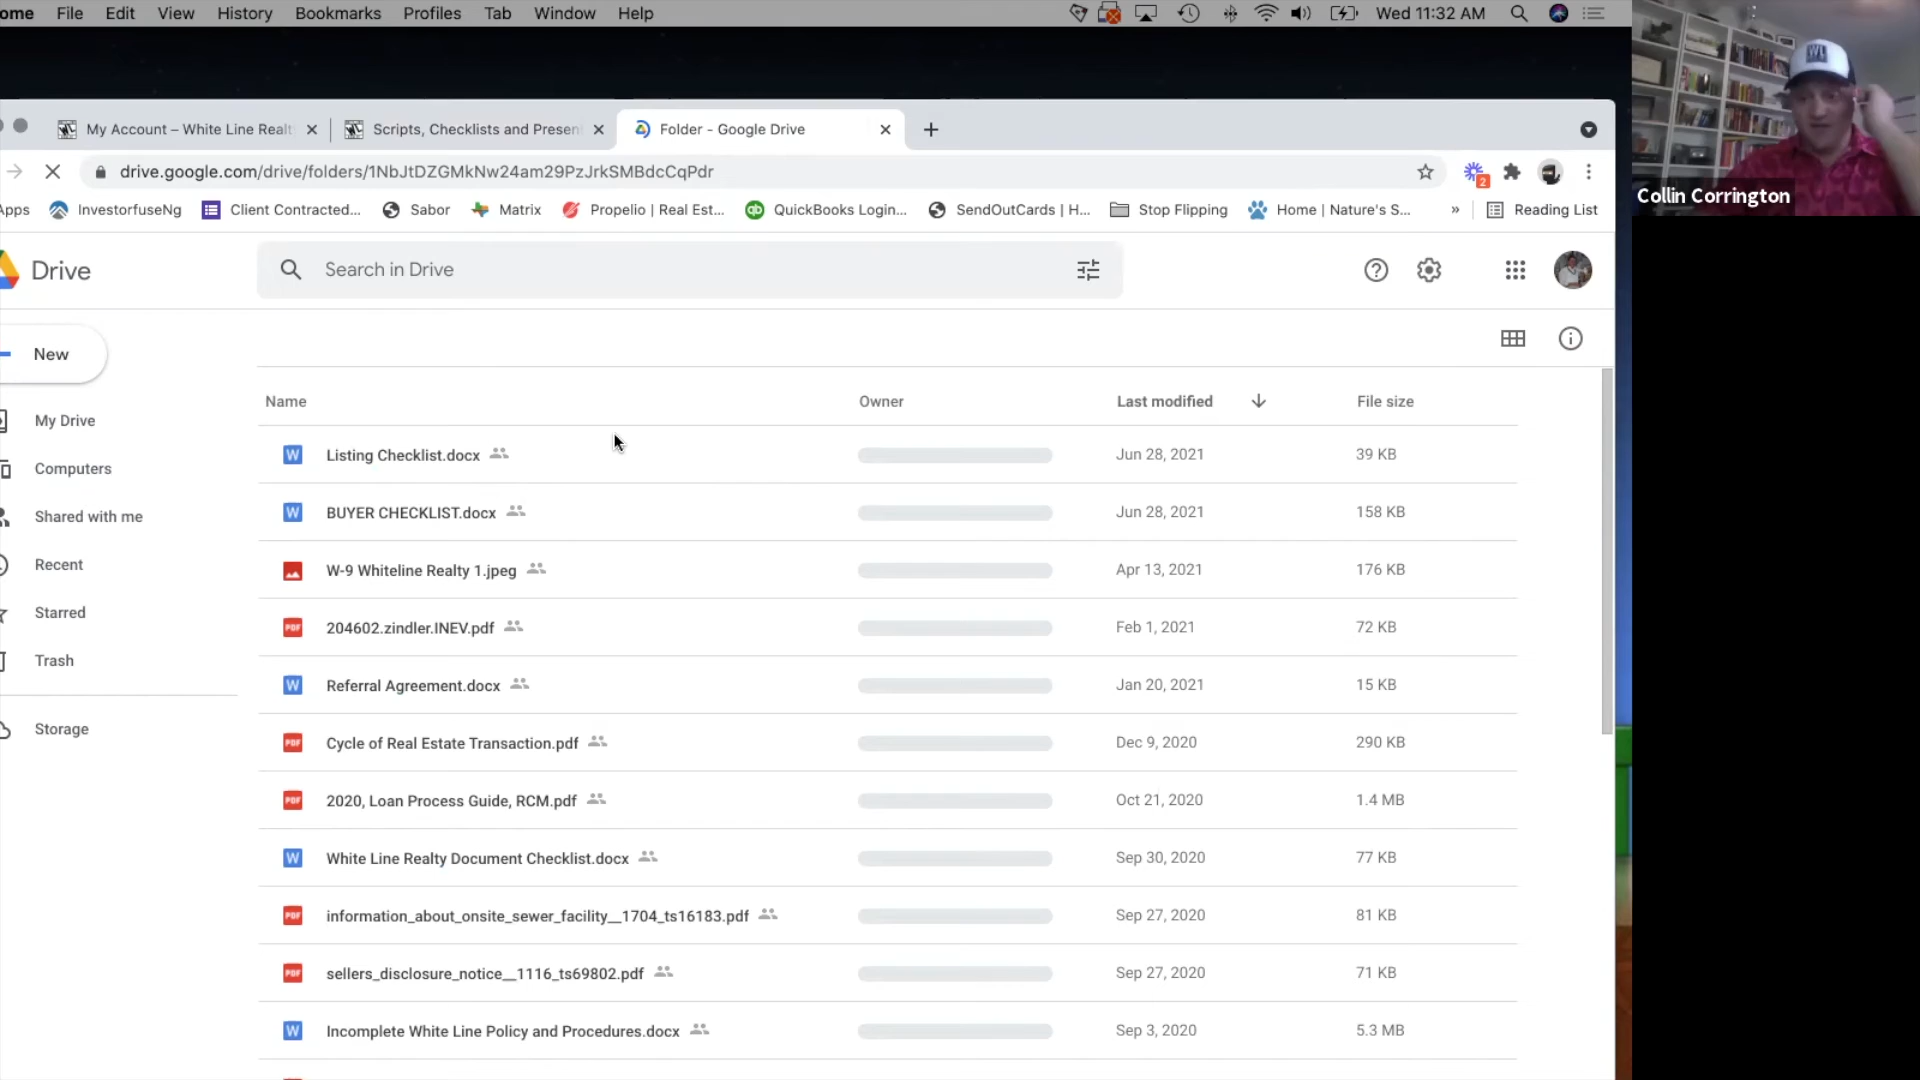 ome File Edit View History Bookmarks Profiles Tab Window Help Wed 11:32 AM
My Account – White Line Realt Scripts, Checklists and Presen Folder - Google Drive
drive.google.com/drive/folders/1NbJtDZGMkNw24am29PzJrkSMBdcCqPdr 2
Collin Corrington
pps InvestorfuseNg Client Contracted... Sabor Matrix Propelio | Real Est... QuickBooks Login... SendOutCards | H... Stop Flipping Home | Nature's S... » Reading List
Drive Search in Drive
New
My Drive
Computers
Shared with me
Recent
Starred
Trash
Storage
Name Owner Last modified File size
Listing Checklist.docx Jun 28, 2021 39 KB
BUYER CHECKLIST.docx Jun 28, 2021 158 KB
W-9 Whiteline Realty 1.jpeg Apr 13, 2021 176 KB
204602.zindler.INEV.pdf Feb 1, 2021 72 KB
Referral Agreement.docx Jan 20, 2021 15 KB
Cycle of Real Estate Transaction.pdf Dec 9, 2020 290 KB
2020, Loan Process Guide, RCM.pdf Oct 21, 2020 1.4 MB
White Line Realty Document Checklist.docx Sep 30, 2020 77 KB
information_about_onsite_sewer_facility__1704_ts16183.pdf Sep 27, 2020 81 KB
sellers_disclosure_notice__1116_ts69802.pdf Sep 27, 2020 71 KB
Incomplete White Line Policy and Procedures.docx Sep 3, 2020 5.3 MB